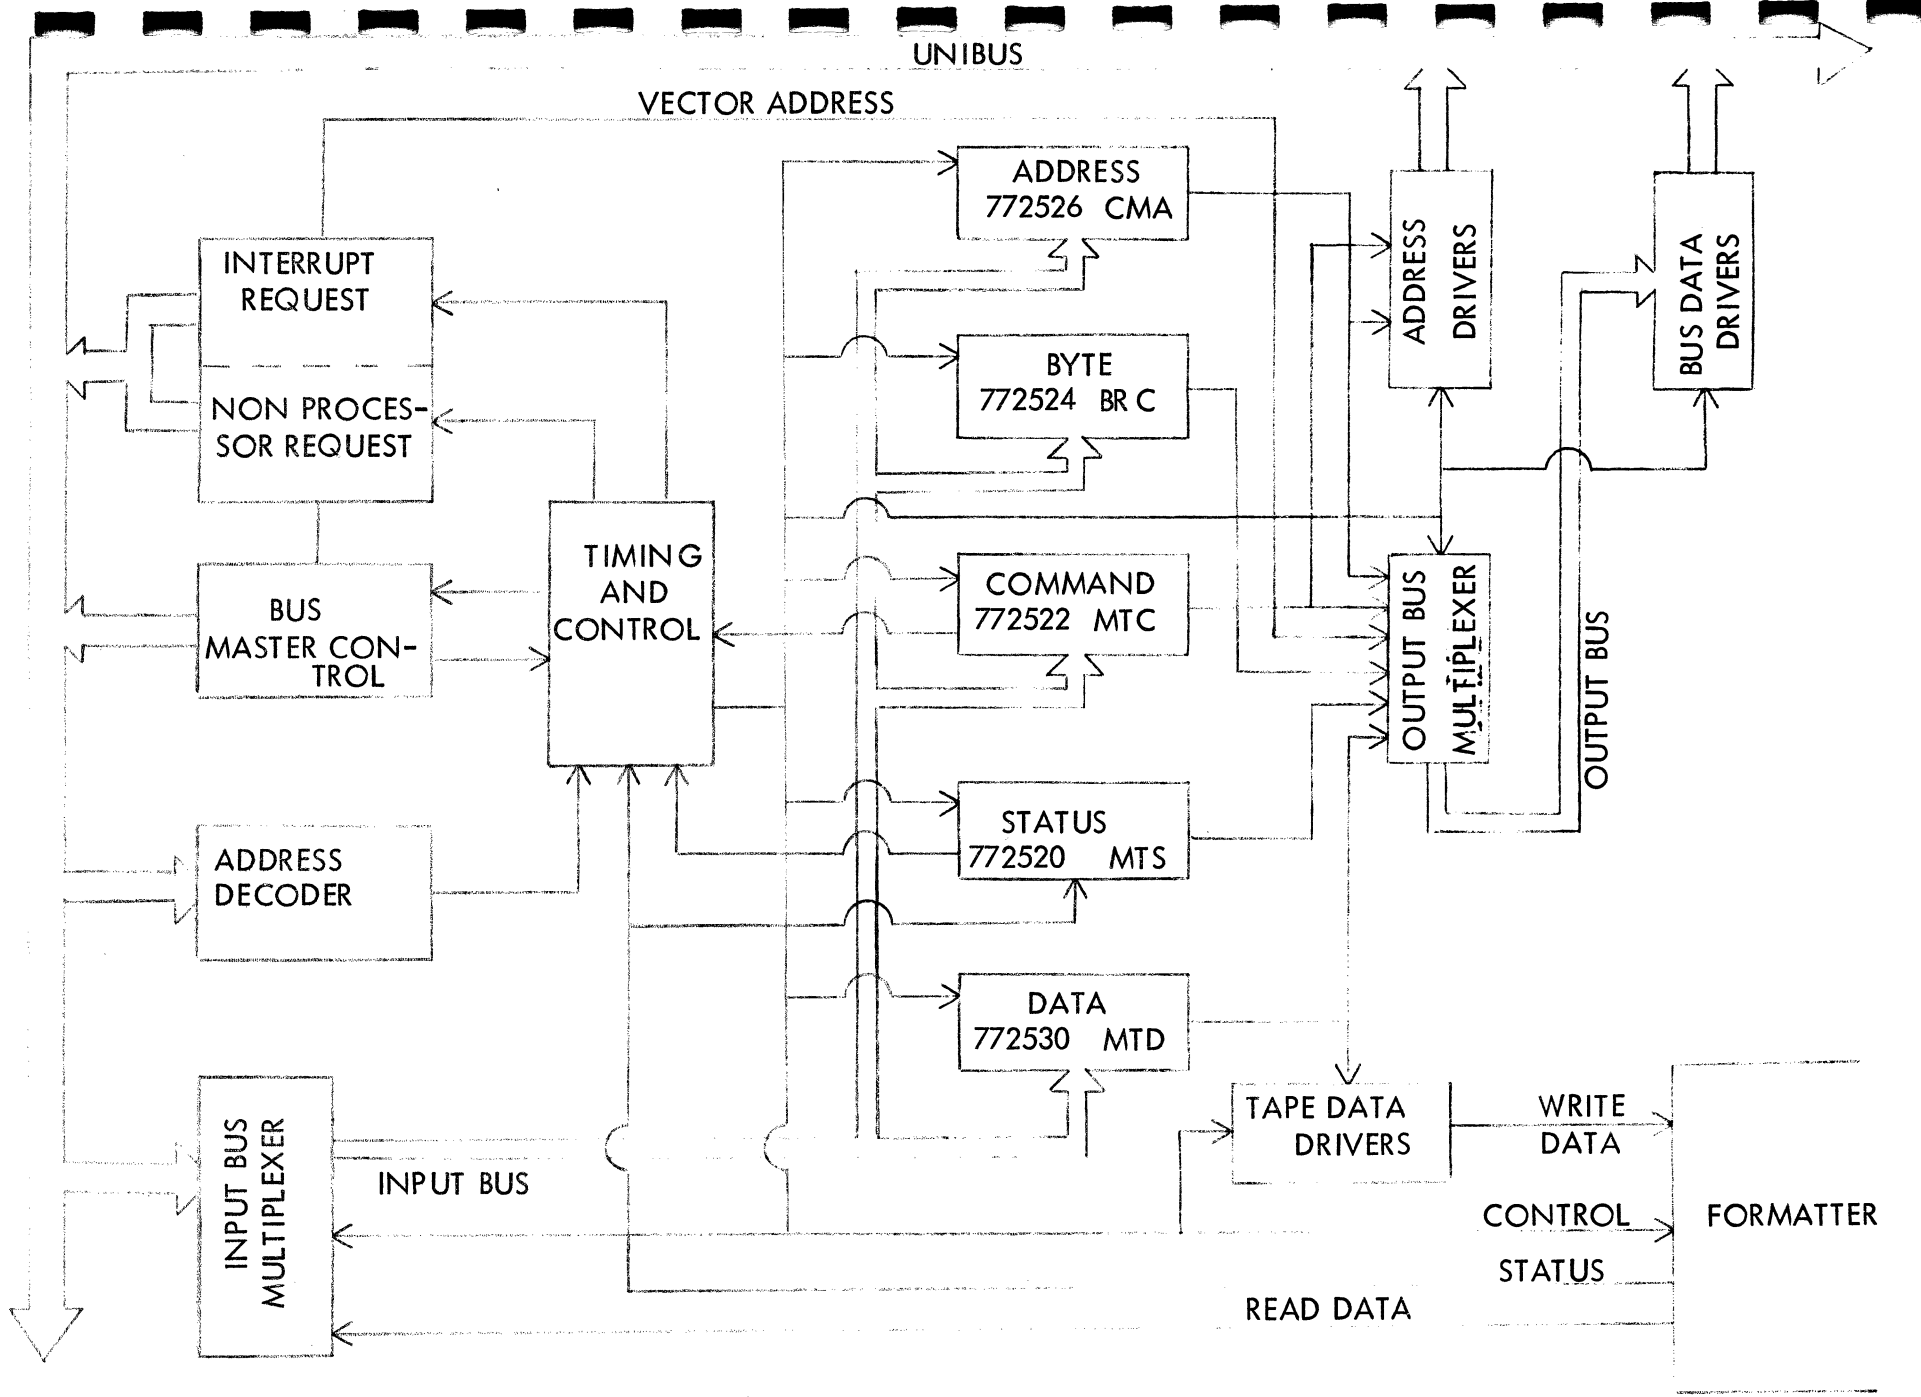 UNIBUS
VECTOR ADDRESS
ADDRESS
772526 CMA
INTERRUPT
REQUEST
NON PROCES-
SOR REQUEST
BYTE
772524 BRC
ADDRESS
DRIVERS
BUS DATA
DRIVERS
TIMING
AND
CONTROL
BUS
MASTER CON-
TROL
COMMAND
772522 MTC
OUTPUT BUS
MULTIPLEXER
OUTPUT BUS
ADDRESS
DECODER
STATUS
772520 MTS
DATA
772530 MTD
INPUT BUS
MULTIPLEXER
INPUT BUS
TAPE DATA
DRIVERS
WRITE
DATA
CONTROL
FORMATTER
STATUS
READ DATA